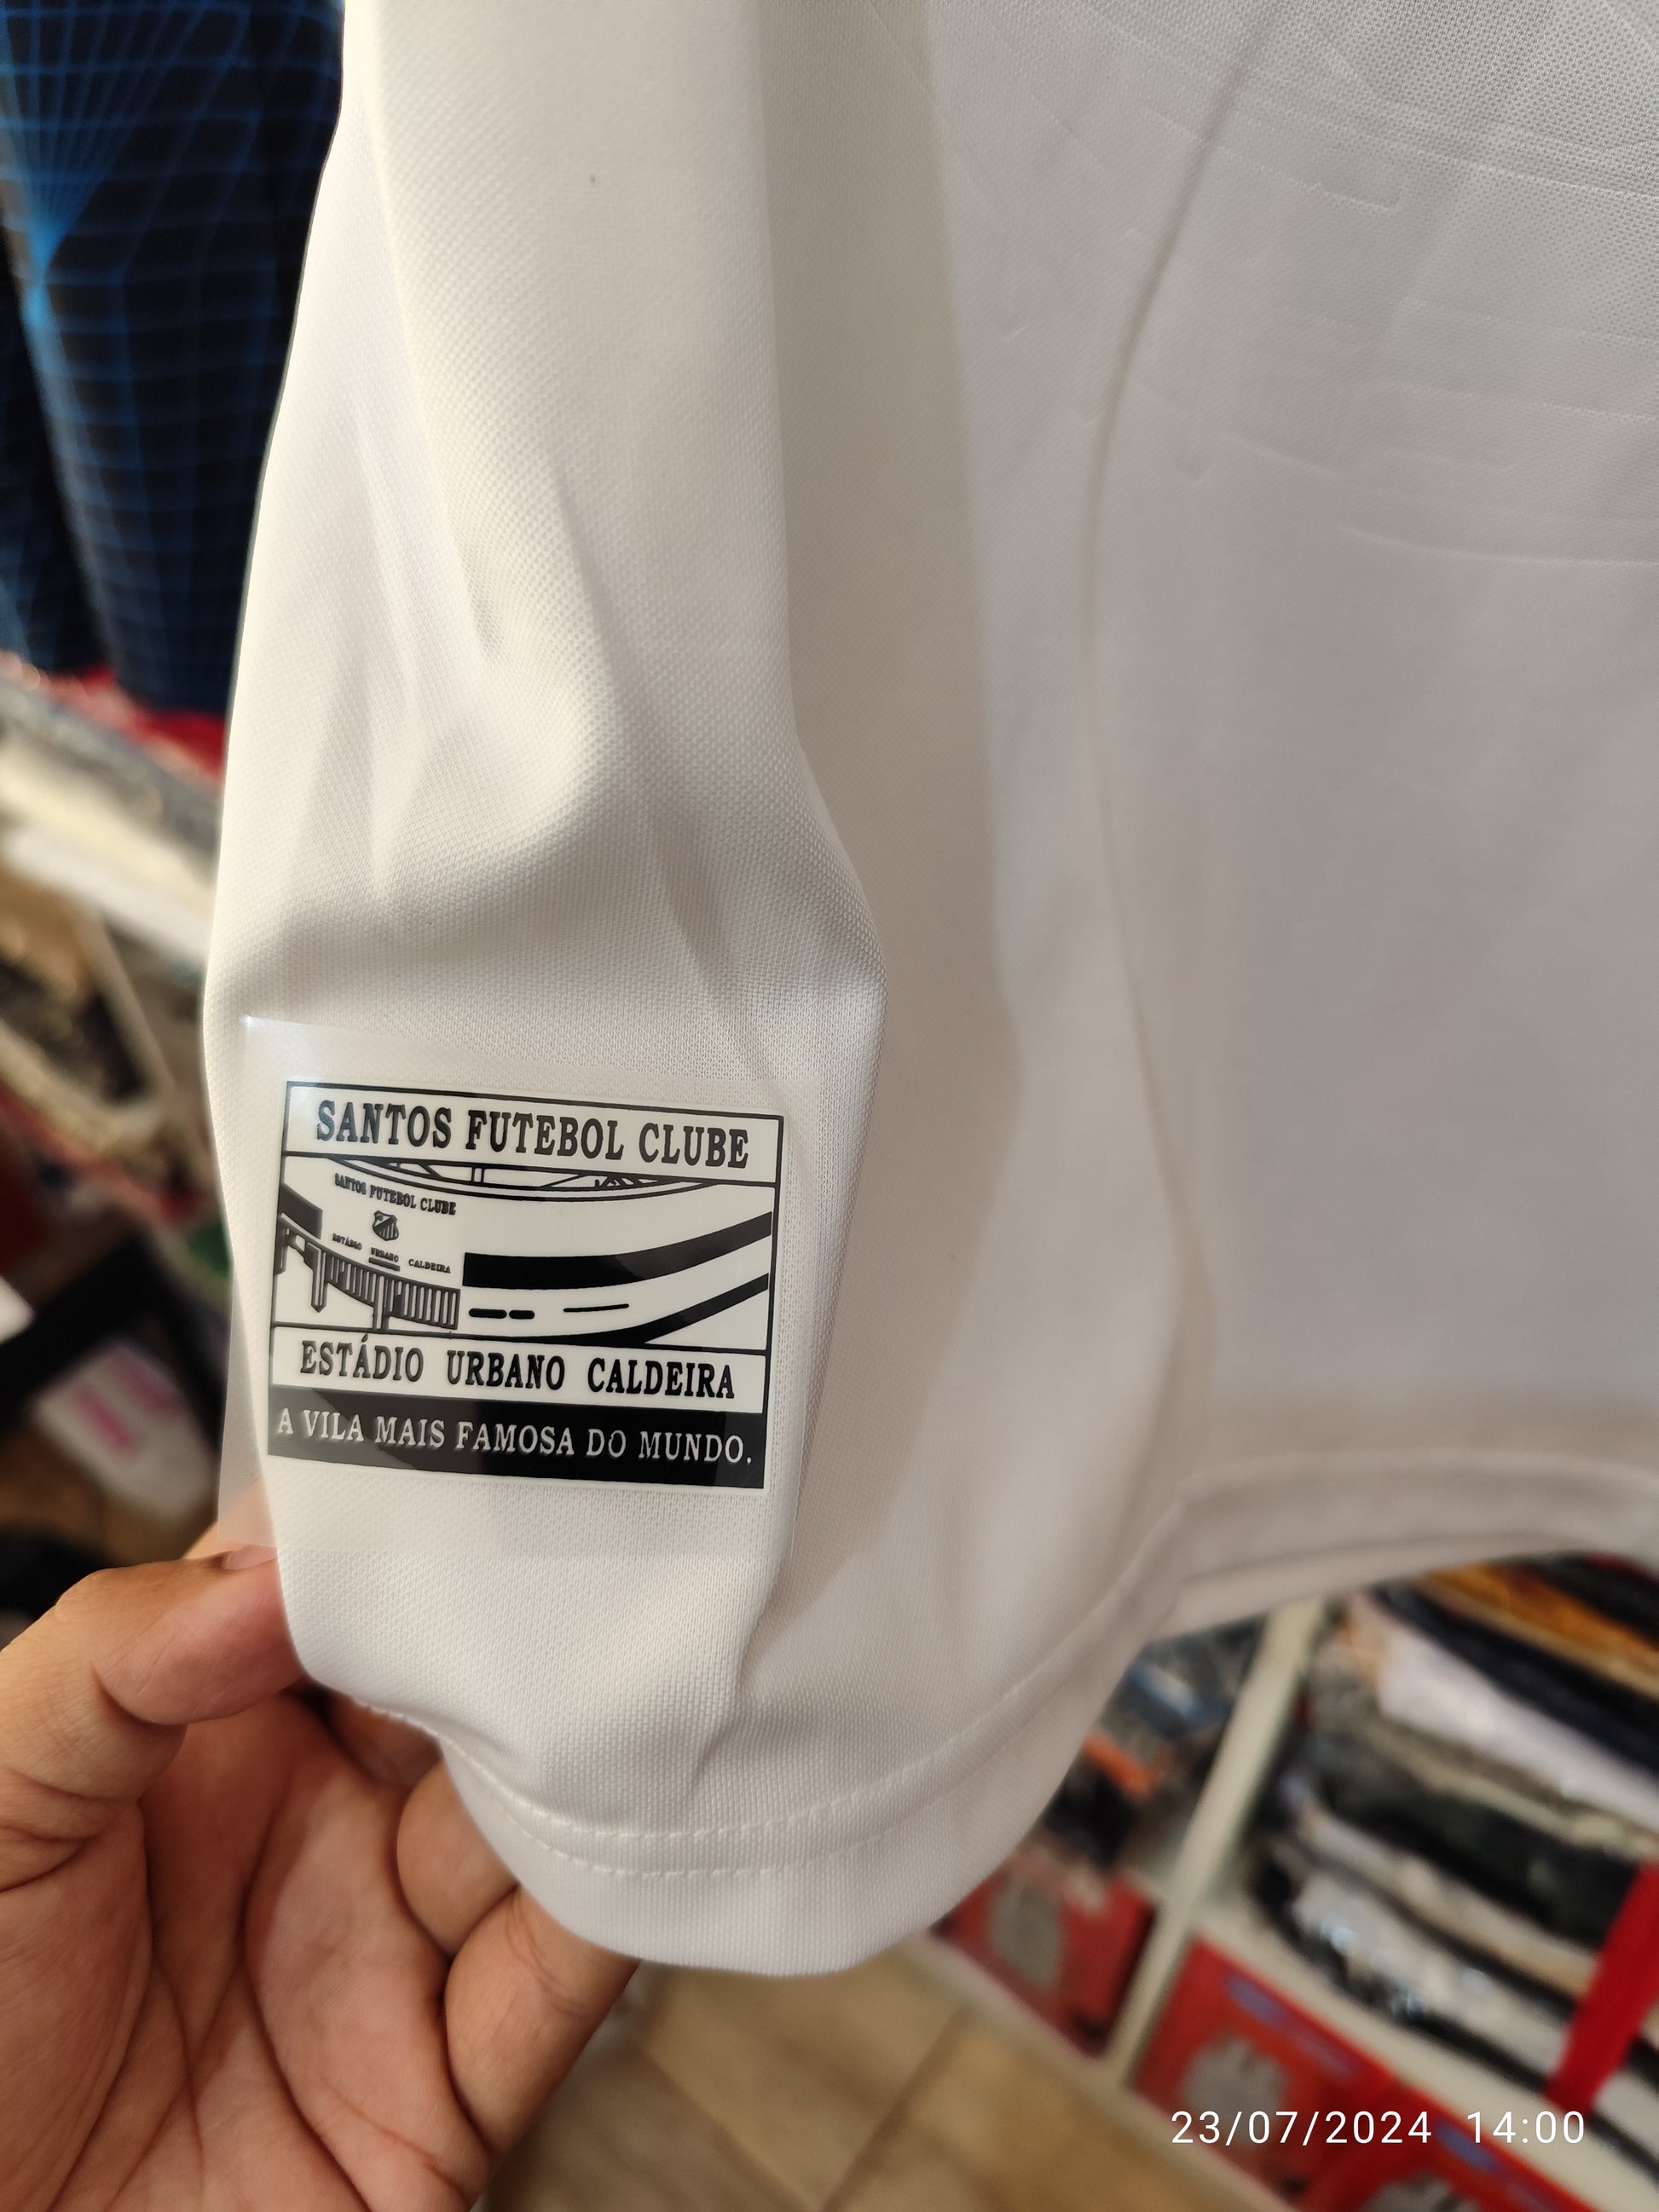 SANTOS FUTEBOL CLUBE
SANTOS FUTEBOL CLUBE
ESTÁDIO URBANO CALDEIRA
ESTÁDIO URBANO CALDEIRA
A VILA MAIS FAMOSA DO MUNDO.
23/07/2024 14:00